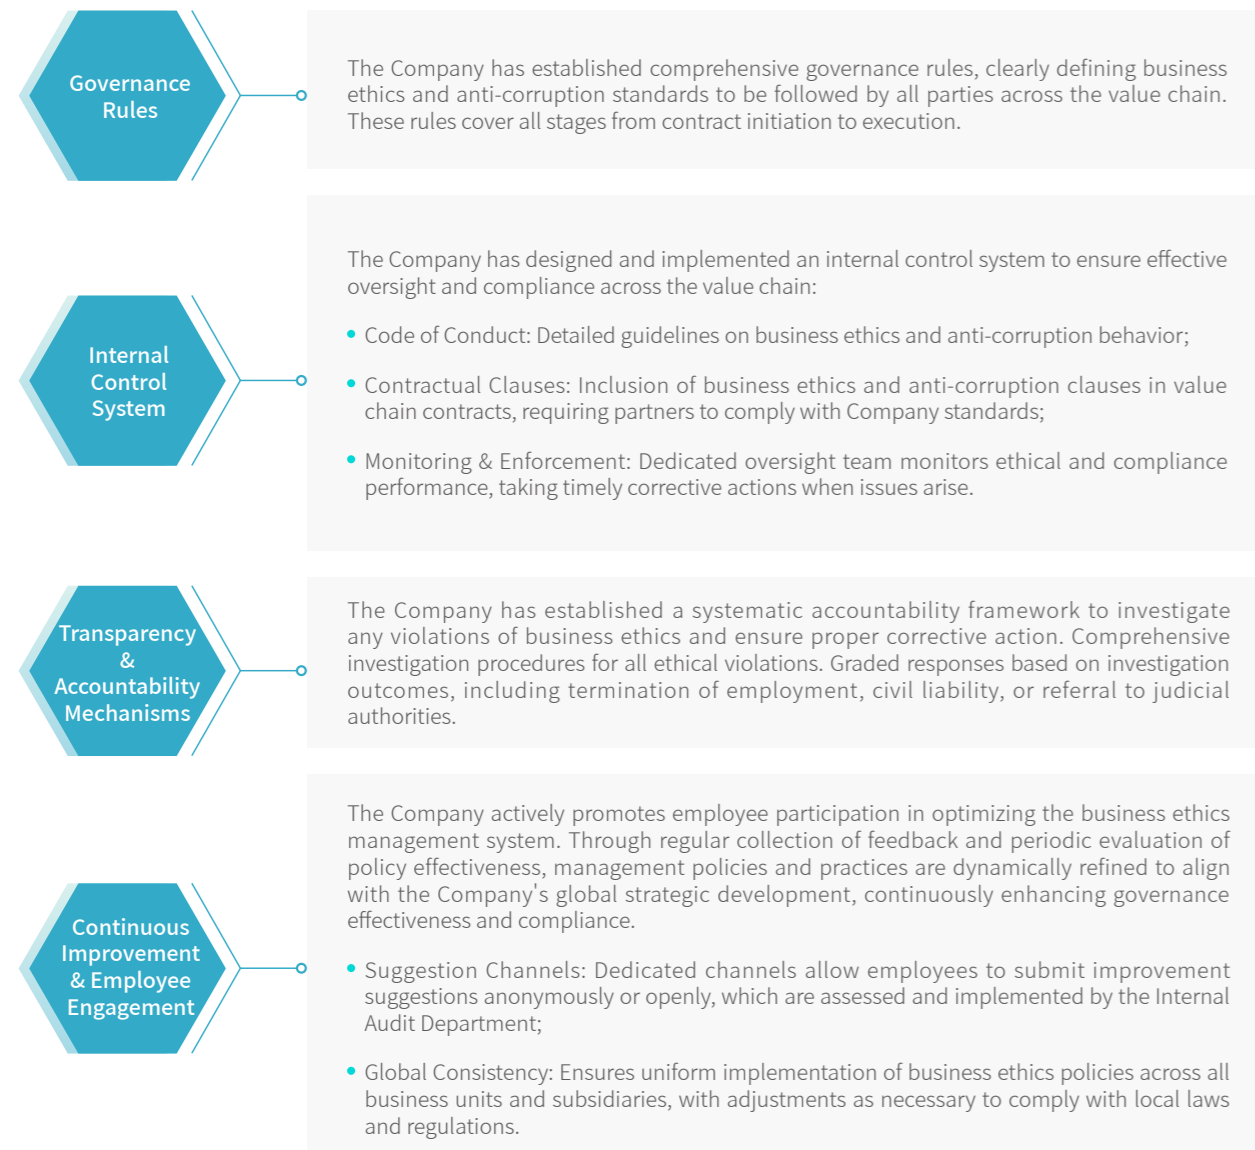 Governance
Rules
The Company has established comprehensive governance rules, clearly defining business
ethics and anti-corruption standards to be followed by all parties across the value chain.
These rules cover all stages from contract initiation to execution.
Internal
Control
System
The Company has designed and implemented an internal control system to ensure effective
oversight and compliance across the value chain:
• Code of Conduct: Detailed guidelines on business ethics and anti-corruption behavior;
• Contractual Clauses: Inclusion of business ethics and anti-corruption clauses in value
chain contracts, requiring partners to comply with Company standards;
• Monitoring & Enforcement: Dedicated oversight team monitors ethical and compliance
performance, taking timely corrective actions when issues arise.
Transparency
&
Accountability
Mechanisms
The Company has established a systematic accountability framework to investigate
any violations of business ethics and ensure proper corrective action. Comprehensive
investigation procedures for all ethical violations. Graded responses based on investigation
outcomes, including termination of employment, civil liability, or referral to judicial
authorities.
Continuous
Improvement
& Employee
Engagement
The Company actively promotes employee participation in optimizing the business ethics
management system. Through regular collection of feedback and periodic evaluation of
policy effectiveness, management policies and practices are dynamically refined to align
with the Company's global strategic development, continuously enhancing governance
effectiveness and compliance.
• Suggestion Channels: Dedicated channels allow employees to submit improvement
suggestions anonymously or openly, which are assessed and implemented by the Internal
Audit Department;
• Global Consistency: Ensures uniform implementation of business ethics policies across all
business units and subsidiaries, with adjustments as necessary to comply with local laws
and regulations.